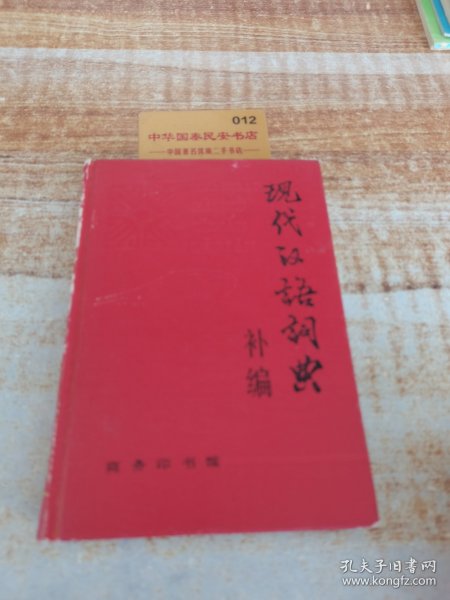 012
中华国泰民安书店
中国著名优质二手书店
现代汉语词典
补编
商务印书馆
孔夫子旧书网
www.kongfz.com